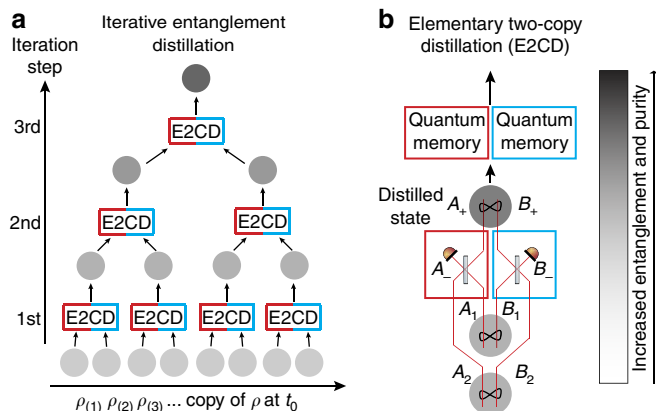 a
Iterative entanglement
distillation
Iteration
step
3rd
E2CD
2nd
E2CD
E2CD
1st
E2CD
E2CD
E2CD
E2CD
ρ(1) ρ(2) ρ(3) ... copy of ρ at t0
b
Elementary two-copy
distillation (E2CD)
Quantum
memory
Quantum
memory
Distilled
state
A+
B+
A−
B−
A1
B1
A2
B2
Increased entanglement and purity